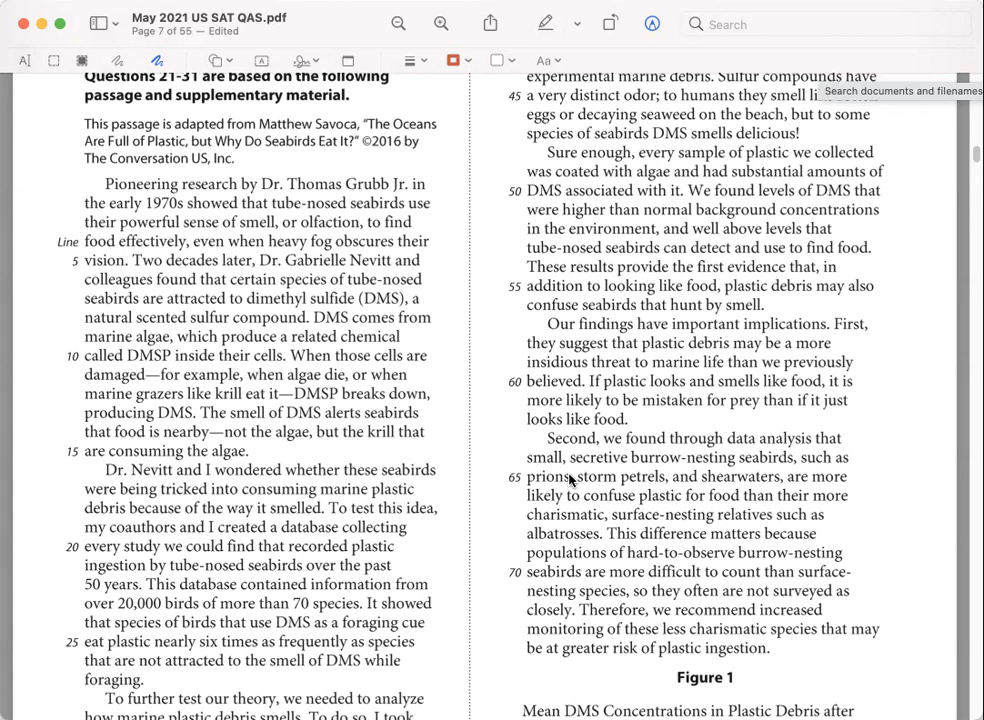 May 2021 US SAT QAS.pdf
Page 7 of 55 — Edited
Search
Aa
Search documents and filenames
Questions 21-31 are based on the following
passage and supplementary material.
This passage is adapted from Matthew Savoca, “The Oceans
Are Full of Plastic, but Why Do Seabirds Eat It?” ©2016 by
The Conversation US, Inc.
Pioneering research by Dr. Thomas Grubb Jr. in
the early 1970s showed that tube-nosed seabirds use
their powerful sense of smell, or olfaction, to find
Line food effectively, even when heavy fog obscures their
5 vision. Two decades later, Dr. Gabrielle Nevitt and
colleagues found that certain species of tube-nosed
seabirds are attracted to dimethyl sulfide (DMS), a
natural scented sulfur compound. DMS comes from
marine algae, which produce a related chemical
10 called DMSP inside their cells. When those cells are
damaged—for example, when algae die, or when
marine grazers like krill eat it—DMSP breaks down,
producing DMS. The smell of DMS alerts seabirds
that food is nearby—not the algae, but the krill that
15 are consuming the algae.
Dr. Nevitt and I wondered whether these seabirds
were being tricked into consuming marine plastic
debris because of the way it smelled. To test this idea,
my coauthors and I created a database collecting
20 every study we could find that recorded plastic
ingestion by tube-nosed seabirds over the past
50 years. This database contained information from
over 20,000 birds of more than 70 species. It showed
that species of birds that use DMS as a foraging cue
25 eat plastic nearly six times as frequently as species
that are not attracted to the smell of DMS while
foraging.
To further test our theory, we needed to analyze
how marine plastic debris smells. To do so, I took
experimental marine debris. Sulfur compounds have
45 a very distinct odor; to humans they smell
eggs or decaying seaweed on the beach, but to some
species of seabirds DMS smells delicious!
Sure enough, every sample of plastic we collected
was coated with algae and had substantial amounts of
50 DMS associated with it. We found levels of DMS that
were higher than normal background concentrations
in the environment, and well above levels that
tube-nosed seabirds can detect and use to find food.
These results provide the first evidence that, in
55 addition to looking like food, plastic debris may also
confuse seabirds that hunt by smell.
Our findings have important implications. First,
they suggest that plastic debris may be a more
insidious threat to marine life than we previously
60 believed. If plastic looks and smells like food, it is
more likely to be mistaken for prey than if it just
looks like food.
Second, we found through data analysis that
small, secretive burrow-nesting seabirds, such as
65 prions, storm petrels, and shearwaters, are more
likely to confuse plastic for food than their more
charismatic, surface-nesting relatives such as
albatrosses. This difference matters because
populations of hard-to-observe burrow-nesting
70 seabirds are more difficult to count than surface-
nesting species, so they often are not surveyed as
closely. Therefore, we recommend increased
monitoring of these less charismatic species that may
be at greater risk of plastic ingestion.
Figure 1
Mean DMS Concentrations in Plastic Debris after